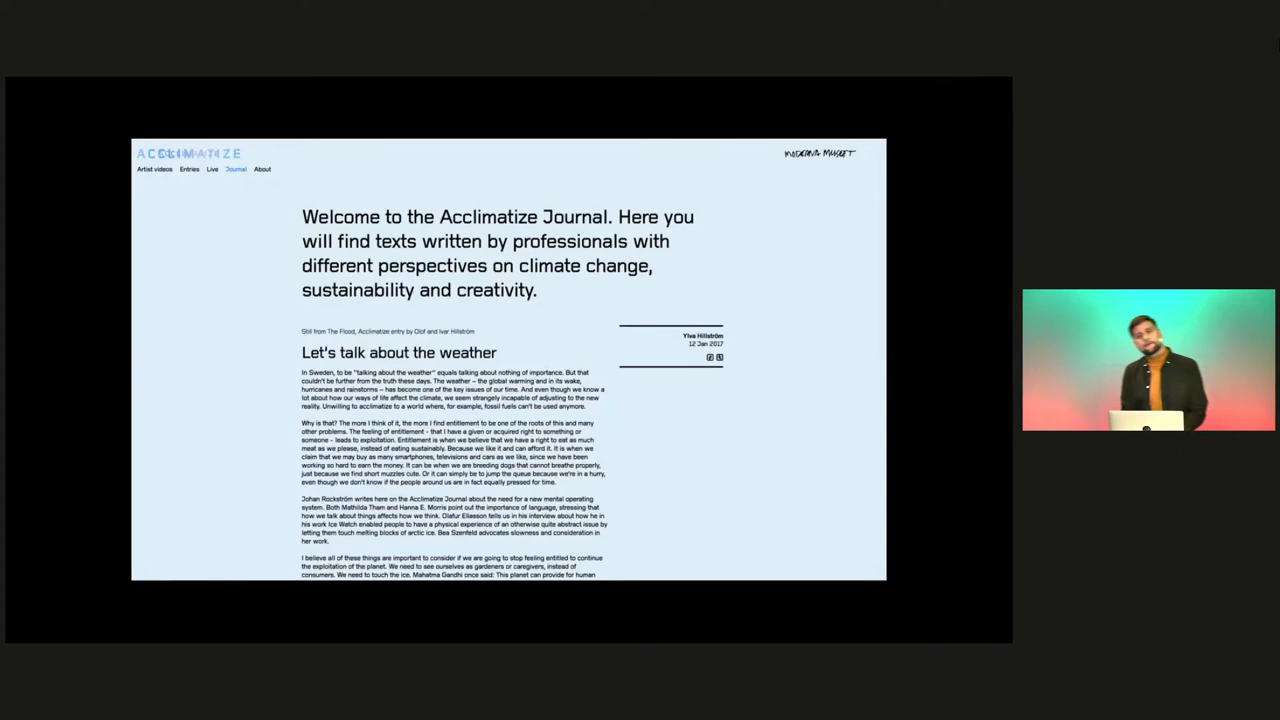 ACCLIMATIZE
MODERNA MUSEET
Artist videos Entries Live Journal About
Welcome to the Acclimatize Journal. Here you
will find texts written by professionals with
different perspectives on climate change,
sustainability and creativity.
Still from The Flood, Acclimatize entry by Olof and Ivar Hillström
Ylva Hillström
12 Jan 2017
Let's talk about the weather
In Sweden, to be "talking about the weather" equals talking about nothing of importance. But that
couldn't be further from the truth these days. The weather – the global warming and in its wake,
hurricanes and rainstorms – has become one of the key issues of our time. And even though we know a
lot about how our ways of life affect the climate, we seem strangely incapable of adjusting to the new
reality. Unwilling to acclimatize to a world where, for example, fossil fuels can't be used anymore.
Why is that? The more I think of it, the more I find entitlement to be one of the roots of this and many
other problems. The feeling of entitlement - that I have a given or acquired right to something or
someone - leads to exploitation. Entitlement is when we believe that we have a right to eat as much
meat as we please, instead of eating sustainably. Because we like it and can afford it. It is when we
claim that we may buy as many smartphones, televisions and cars as we like, since we have been
working so hard to earn the money. It can be when we are breeding dogs that cannot breathe properly,
just because we find short muzzles cute. Or it can simply be to jump the queue because we're in a hurry,
even though we don't know if the people around us are in fact equally pressed for time.
Johan Rockström writes here on the Acclimatize Journal about the need for a new mental operating
system. Both Mathilda Tham and Hanna E. Morris point out the importance of language, stressing that
how we talk about things affects how we think. Olafur Eliasson tells us in his interview about how he in
his work Ice Watch enabled people to have a physical experience of an otherwise quite abstract issue by
letting them touch melting blocks of arctic ice. Bea Szenfeld advocates slowness and consideration in
her work.
I believe all of these things are important to consider if we are going to stop feeling entitled to continue
the exploitation of the planet. We need to see ourselves as gardeners or caregivers, instead of
consumers. We need to touch the ice. Mahatma Gandhi once said: This planet can provide for human